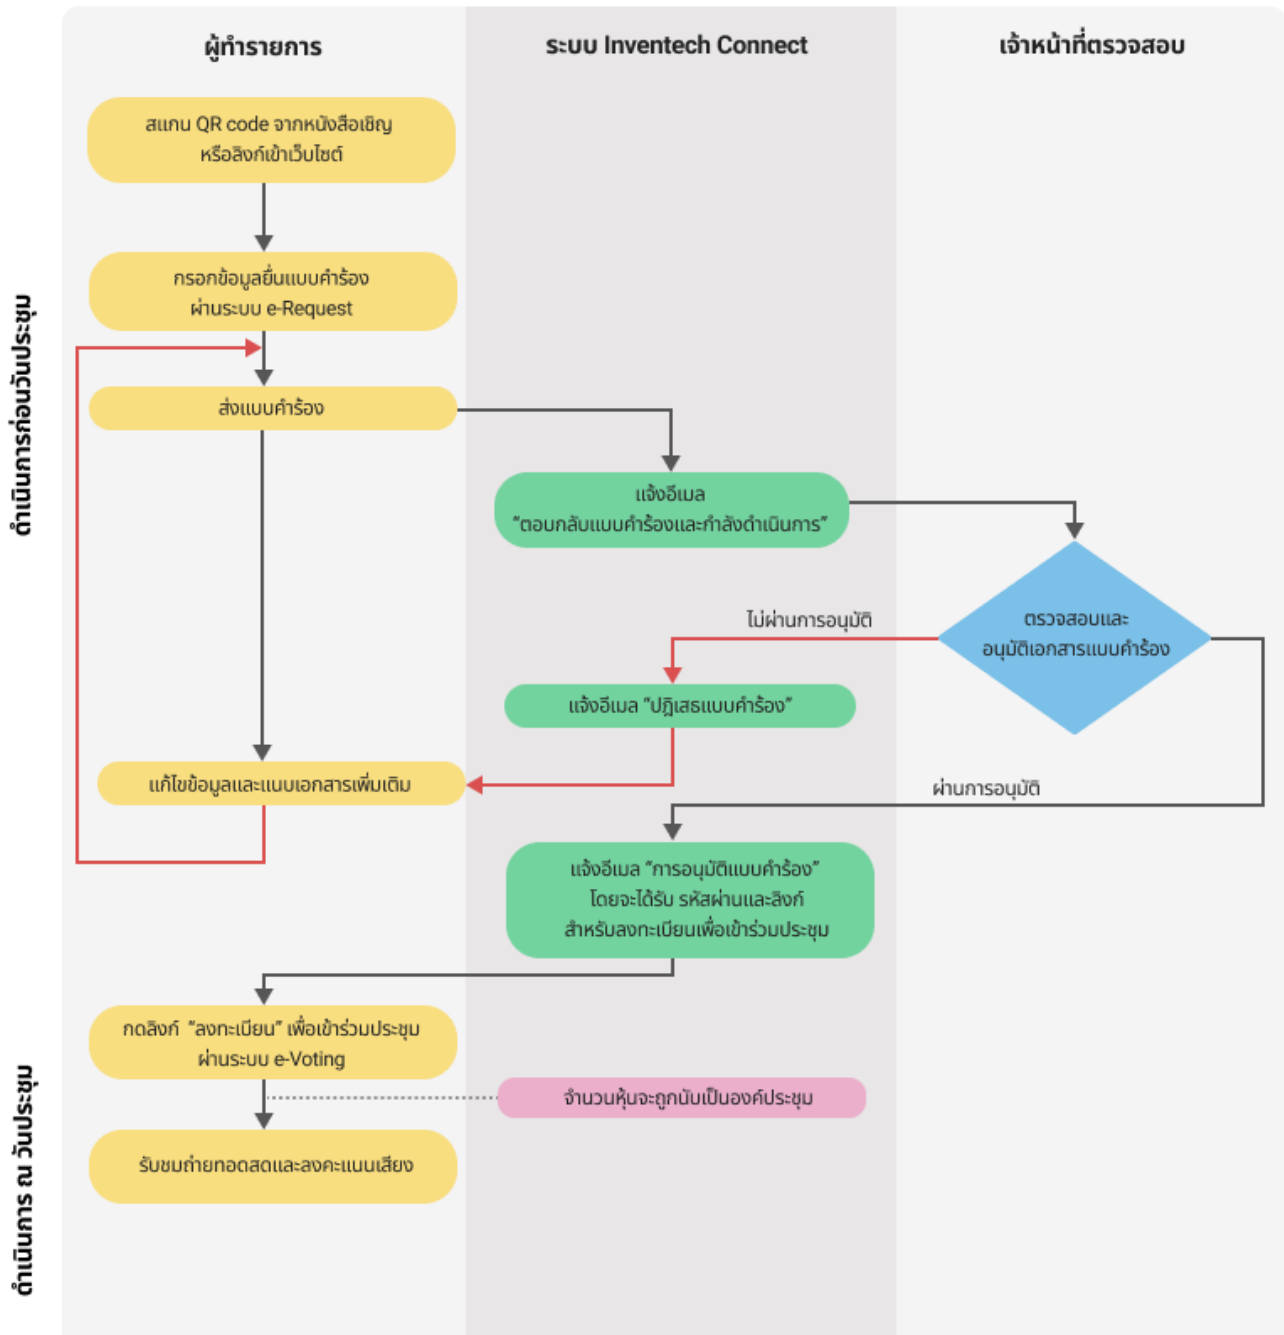 ผู้ทำรายการ
ระบบ Inventech Connect
เจ้าหน้าที่ตรวจสอบ
ดำเนินการก่อนวันประชุม
สแกน QR code จากหนังสือเชิญ
หรือลิงก์เข้าเว็บไซต์
กรอกข้อมูลยื่นแบบคำร้อง
ผ่านระบบ e-Request
ส่งแบบคำร้อง
แจ้งอีเมล
“ตอบกลับแบบคำร้องและกำลังดำเนินการ”
ตรวจสอบและ
อนุมัติเอกสารแบบคำร้อง
ไม่ผ่านการอนุมัติ
แจ้งอีเมล “ปฏิเสธแบบคำร้อง”
แก้ไขข้อมูลและแนบเอกสารเพิ่มเติม
ผ่านการอนุมัติ
แจ้งอีเมล “การอนุมัติแบบคำร้อง”
โดยจะได้รับ รหัสผ่านและลิงก์
สำหรับลงทะเบียนเพื่อเข้าร่วมประชุม
ดำเนินการ ณ วันประชุม
กดลิงก์ “ลงทะเบียน” เพื่อเข้าร่วมประชุม
ผ่านระบบ e-Voting
จำนวนหุ้นจะถูกนับเป็นองค์ประชุม
รับชมถ่ายทอดสดและลงคะแนนเสียง